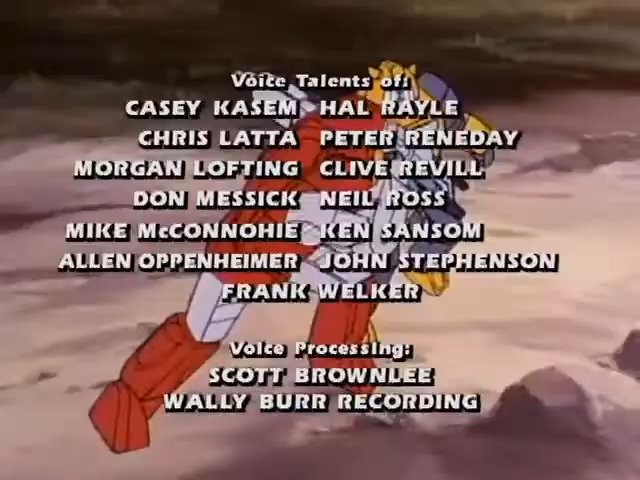 Voice Talents of:
CASEY KASEM HAL RAYLE
CHRIS LATTA PETER RENEDAY
MORGAN LOFTING CLIVE REVILL
DON MESSICK NEIL ROSS
MIKE McCONNOHIE KEN SANSOM
ALLEN OPPENHEIMER JOHN STEPHENSON
FRANK WELKER
Voice Processing:
SCOTT BROWNLEE
WALLY BURR RECORDING